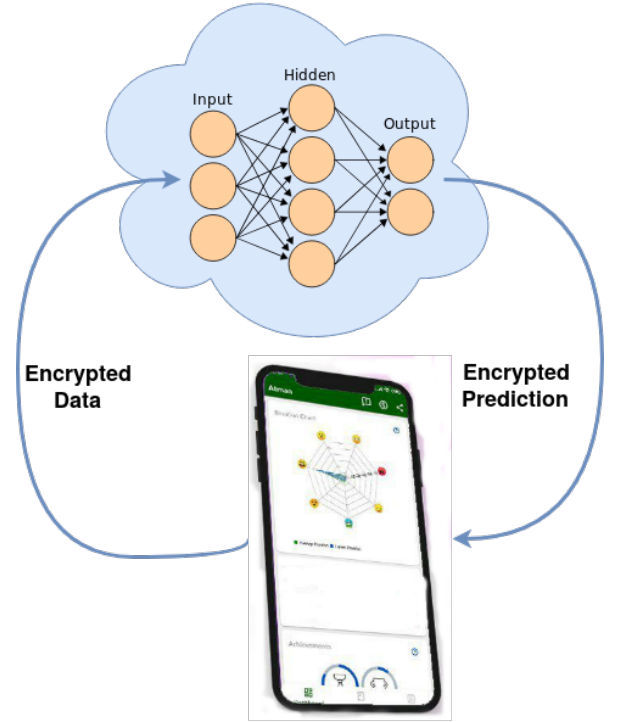 Hidden
Input
Output
Encrypted
Data
Encrypted
Prediction
Achievements